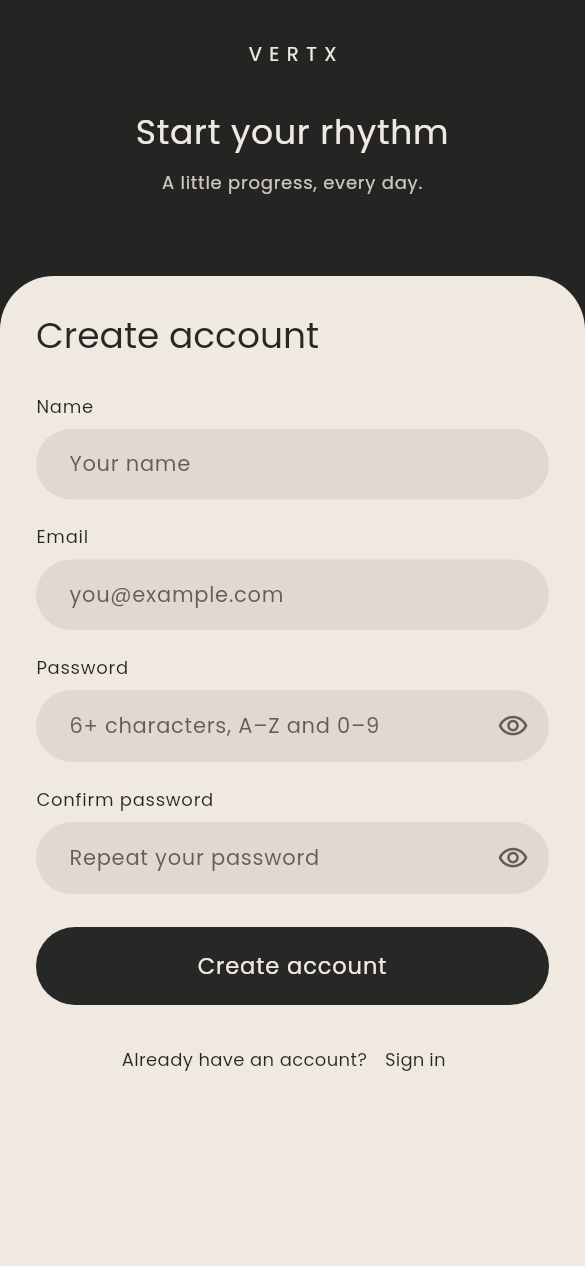 VERTX
Start your rhythm
A little progress, every day.
Create account
Name
Your name
Email
you@example.com
Password
6+ characters, A–Z and 0–9
Confirm password
Repeat your password
Create account
Already have an account? Sign in